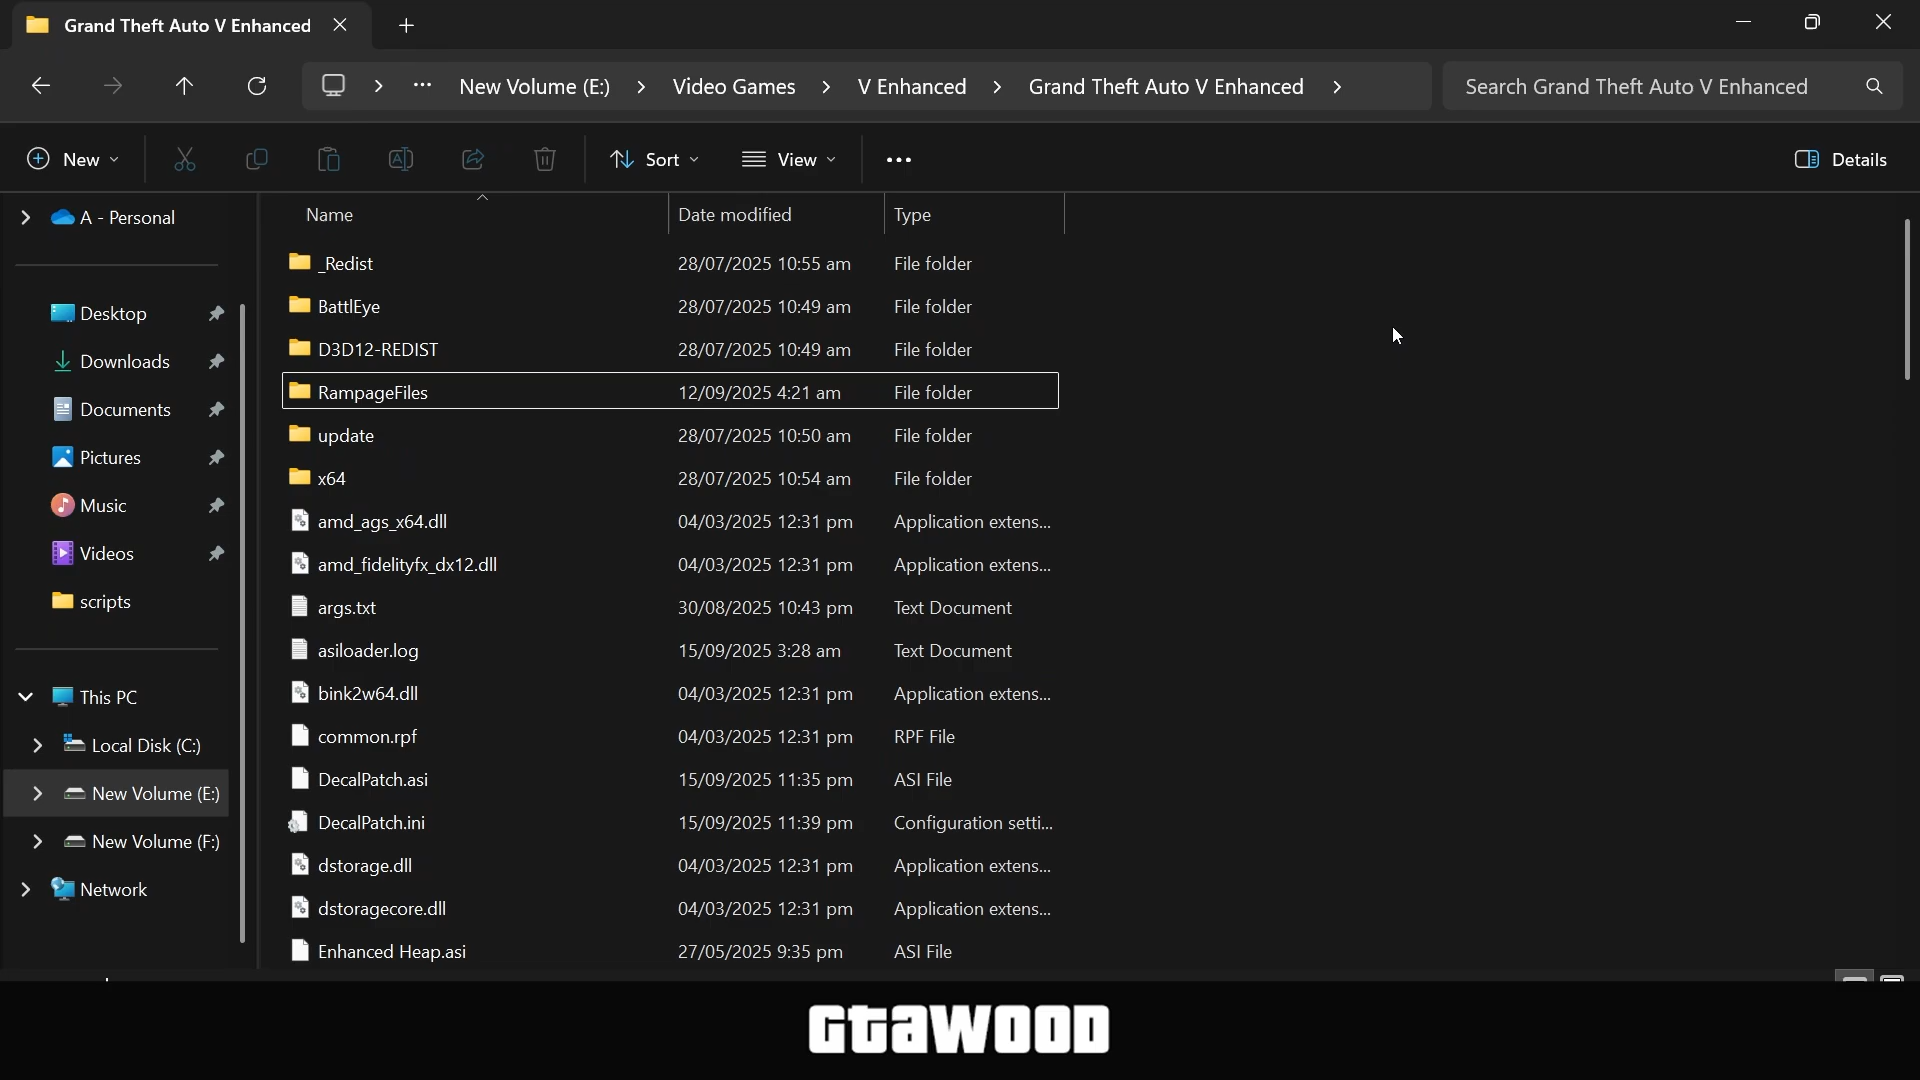 Grand Theft Auto V Enhanced
New Volume (E:) Video Games V Enhanced Grand Theft Auto V Enhanced
Search Grand Theft Auto V Enhanced
New Sort View Details
A - Personal
Desktop
Downloads
Documents
Pictures
Music
Videos
scripts
This PC
Local Disk (C:)
New Volume (E:)
New Volume (F:)
Network
Name Date modified Type
_Redist 28/07/2025 10:55 am File folder
BattlEye 28/07/2025 10:49 am File folder
D3D12-REDIST 28/07/2025 10:49 am File folder
RampageFiles 12/09/2025 4:21 am File folder
update 28/07/2025 10:50 am File folder
x64 28/07/2025 10:54 am File folder
amd_ags_x64.dll 04/03/2025 12:31 pm Application extens...
amd_fidelityfx_dx12.dll 04/03/2025 12:31 pm Application extens...
args.txt 30/08/2025 10:43 pm Text Document
asiloader.log 15/09/2025 3:28 am Text Document
bink2w64.dll 04/03/2025 12:31 pm Application extens...
common.rpf 04/03/2025 12:31 pm RPF File
DecalPatch.asi 15/09/2025 11:35 pm ASI File
DecalPatch.ini 15/09/2025 11:39 pm Configuration setti...
dstorage.dll 04/03/2025 12:31 pm Application extens...
dstoragecore.dll 04/03/2025 12:31 pm Application extens...
Enhanced Heap.asi 27/05/2025 9:35 pm ASI File
GTAWOOD